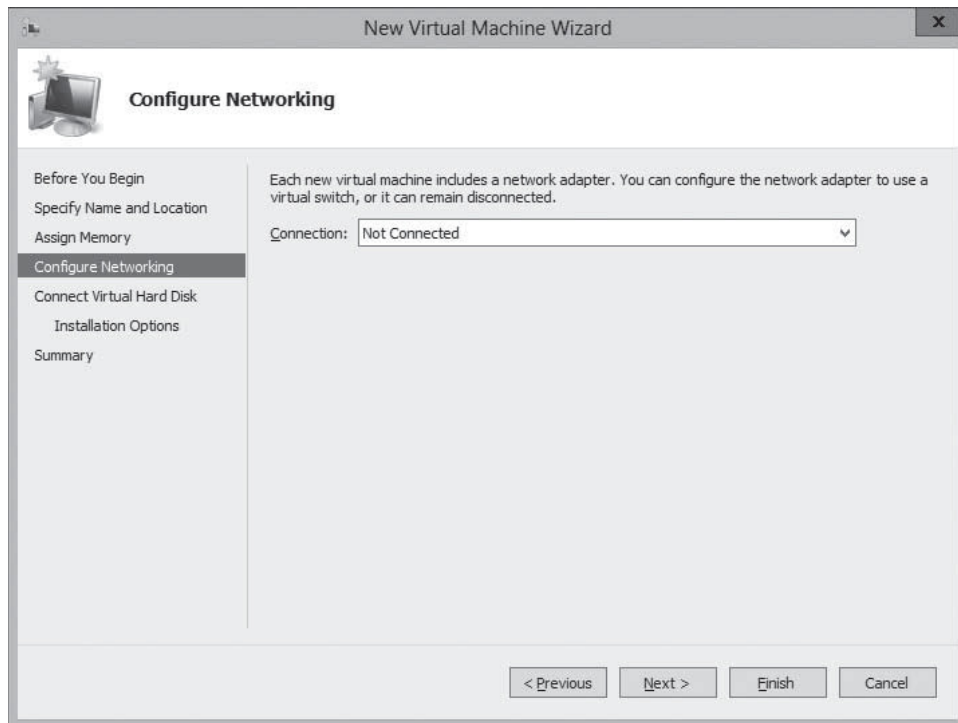 New Virtual Machine Wizard
x
Configure Networking
Before You Begin
Specify Name and Location
Assign Memory
Configure Networking
Connect Virtual Hard Disk
Installation Options
Summary
Each new virtual machine includes a network adapter. You can configure the network adapter to use a
virtual switch, or it can remain disconnected.
Connection: Not Connected
< Previous
Next >
Finish
Cancel